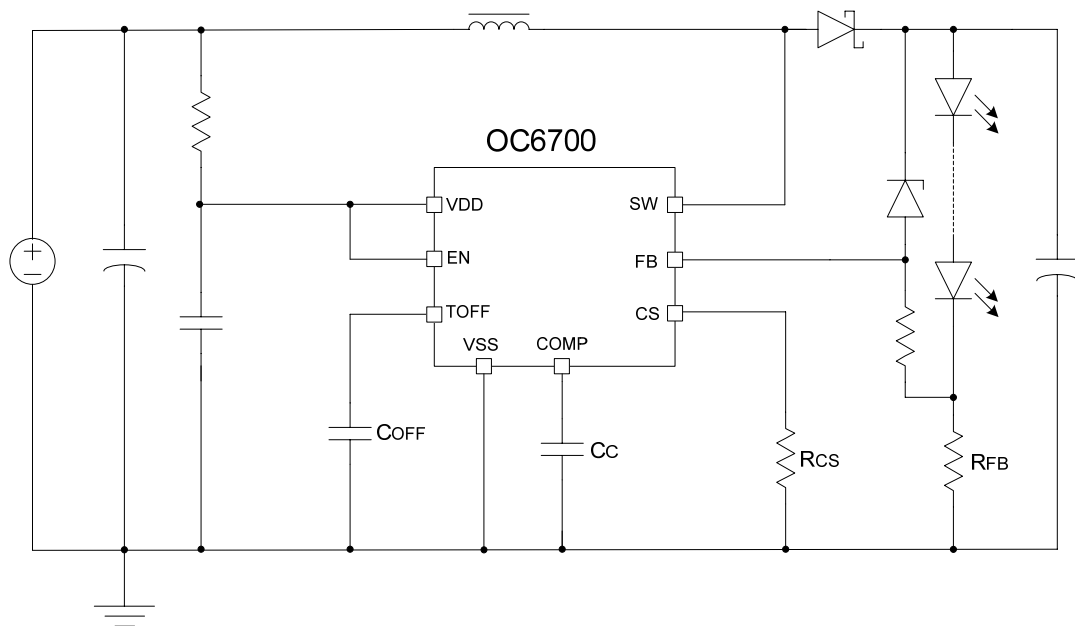 OC6700
VDD
SW
EN
FB
TOFF
CS
VSS
COMP
COFF
CC
RCS
RFB